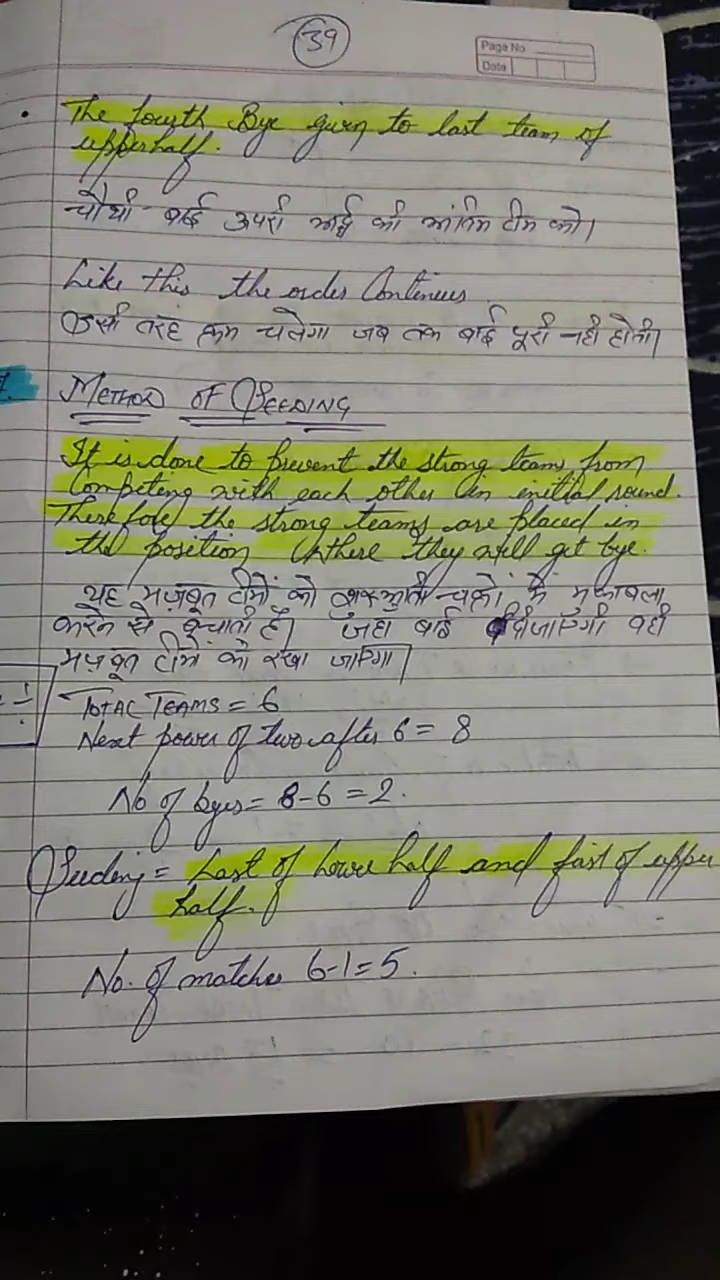 39
Page No.
Date
• The fourth Bye given to last team of
upperhalf.
चौथी बाई ऊपरी अर्द्ध की अंतिम टीम को।
Like this the order Continues
इसी तरह क्रम चलेगा जब तक बाई पूरी नही होती।
METHOD OF SEEDING
It is done to prevent the strong teams from
Competing with each other in initial round.
Therefore the strong teams are placed in
the position where they will get bye.
यह मज़बूत टीमों को शुरूआती चक्रों में मुकाबला
करने से बचाता है। जहा बाई दी जाएगी वही
मज़बूत टीमो को रखा जाएगा।
TOTAL TEAMS = 6
Next power of two after 6 = 8
No of byes = 8-6 = 2.
Seeding = Last of lower half and first of upper
half.
No. of matches 6-1=5.